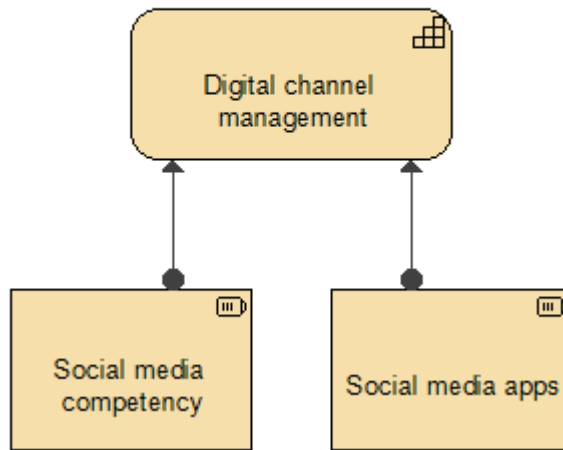 Digital channel
management
Social media
competency
Social media apps